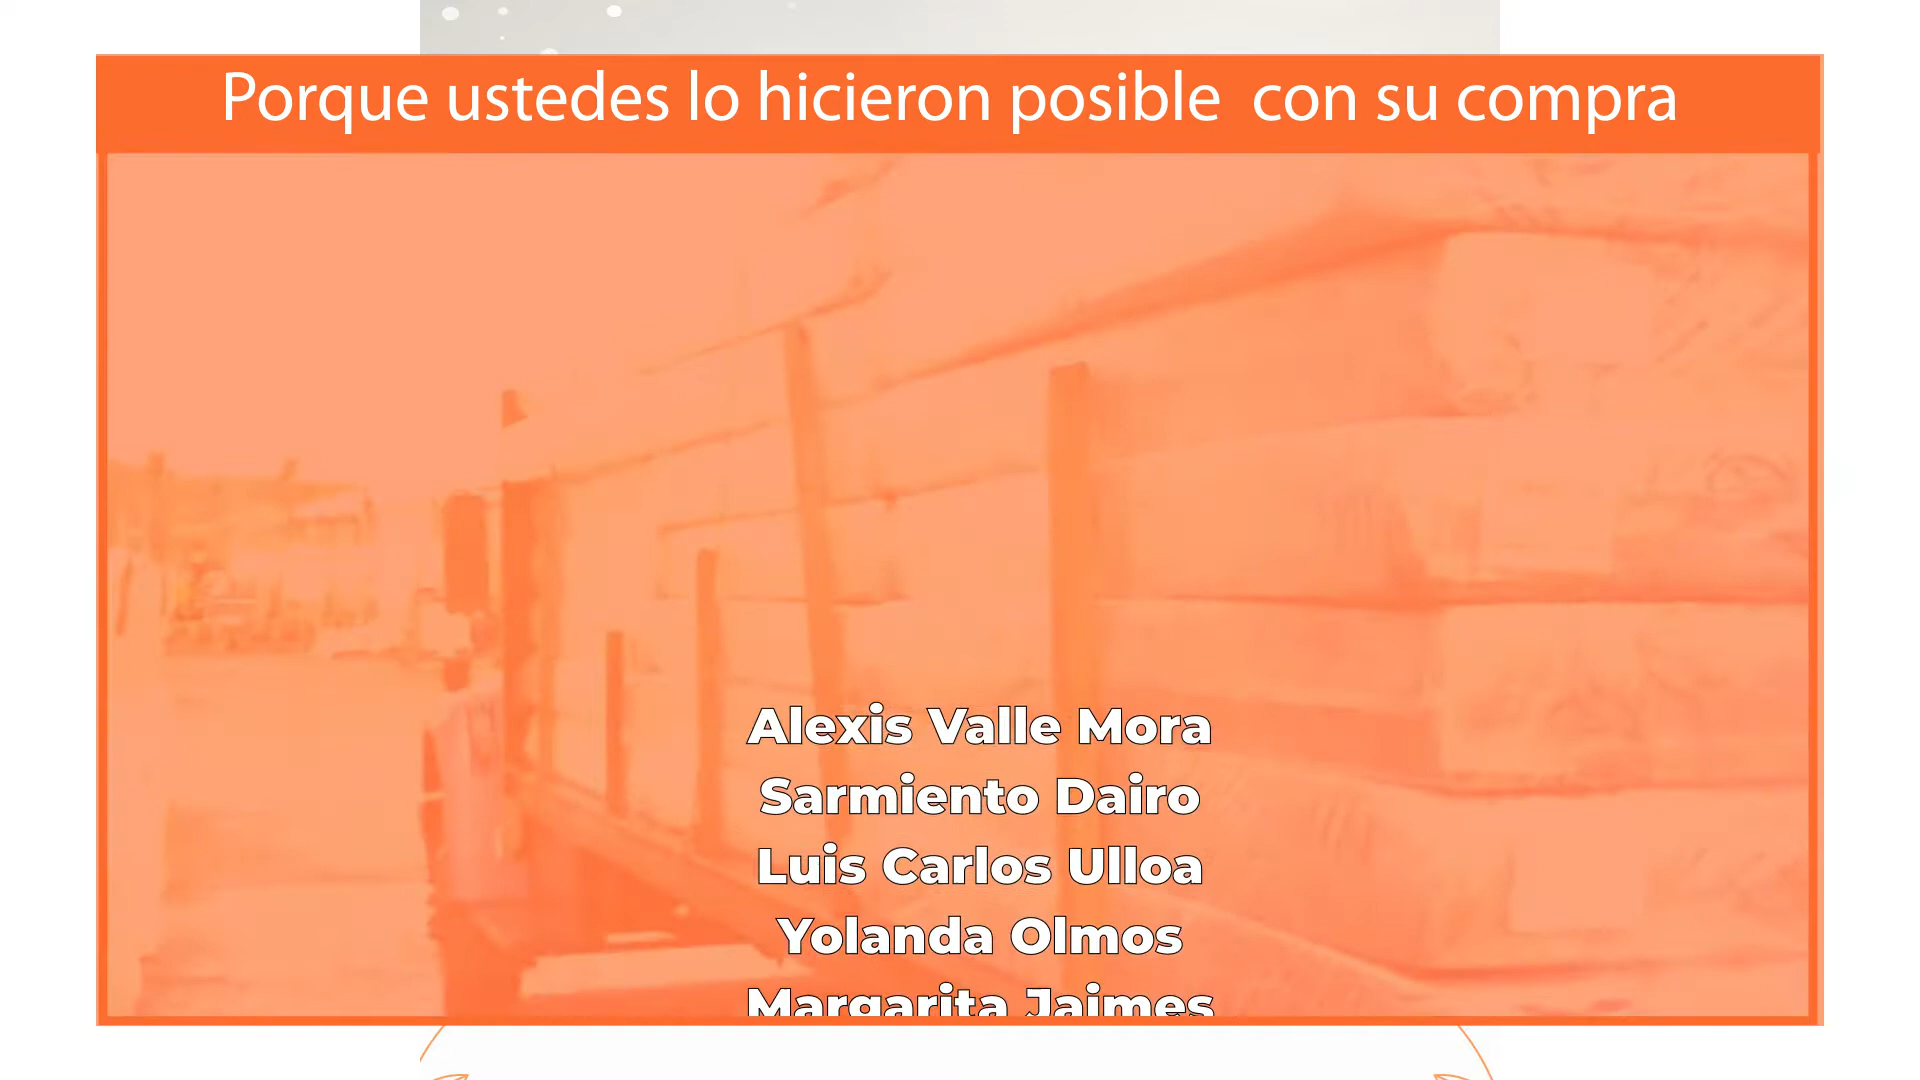 Porque ustedes lo hicieron posible con su compra
Alexis Valle Mora
Sarmiento Dairo
Luis Carlos Ulloa
Yolanda Olmos
Margarita Jaimes